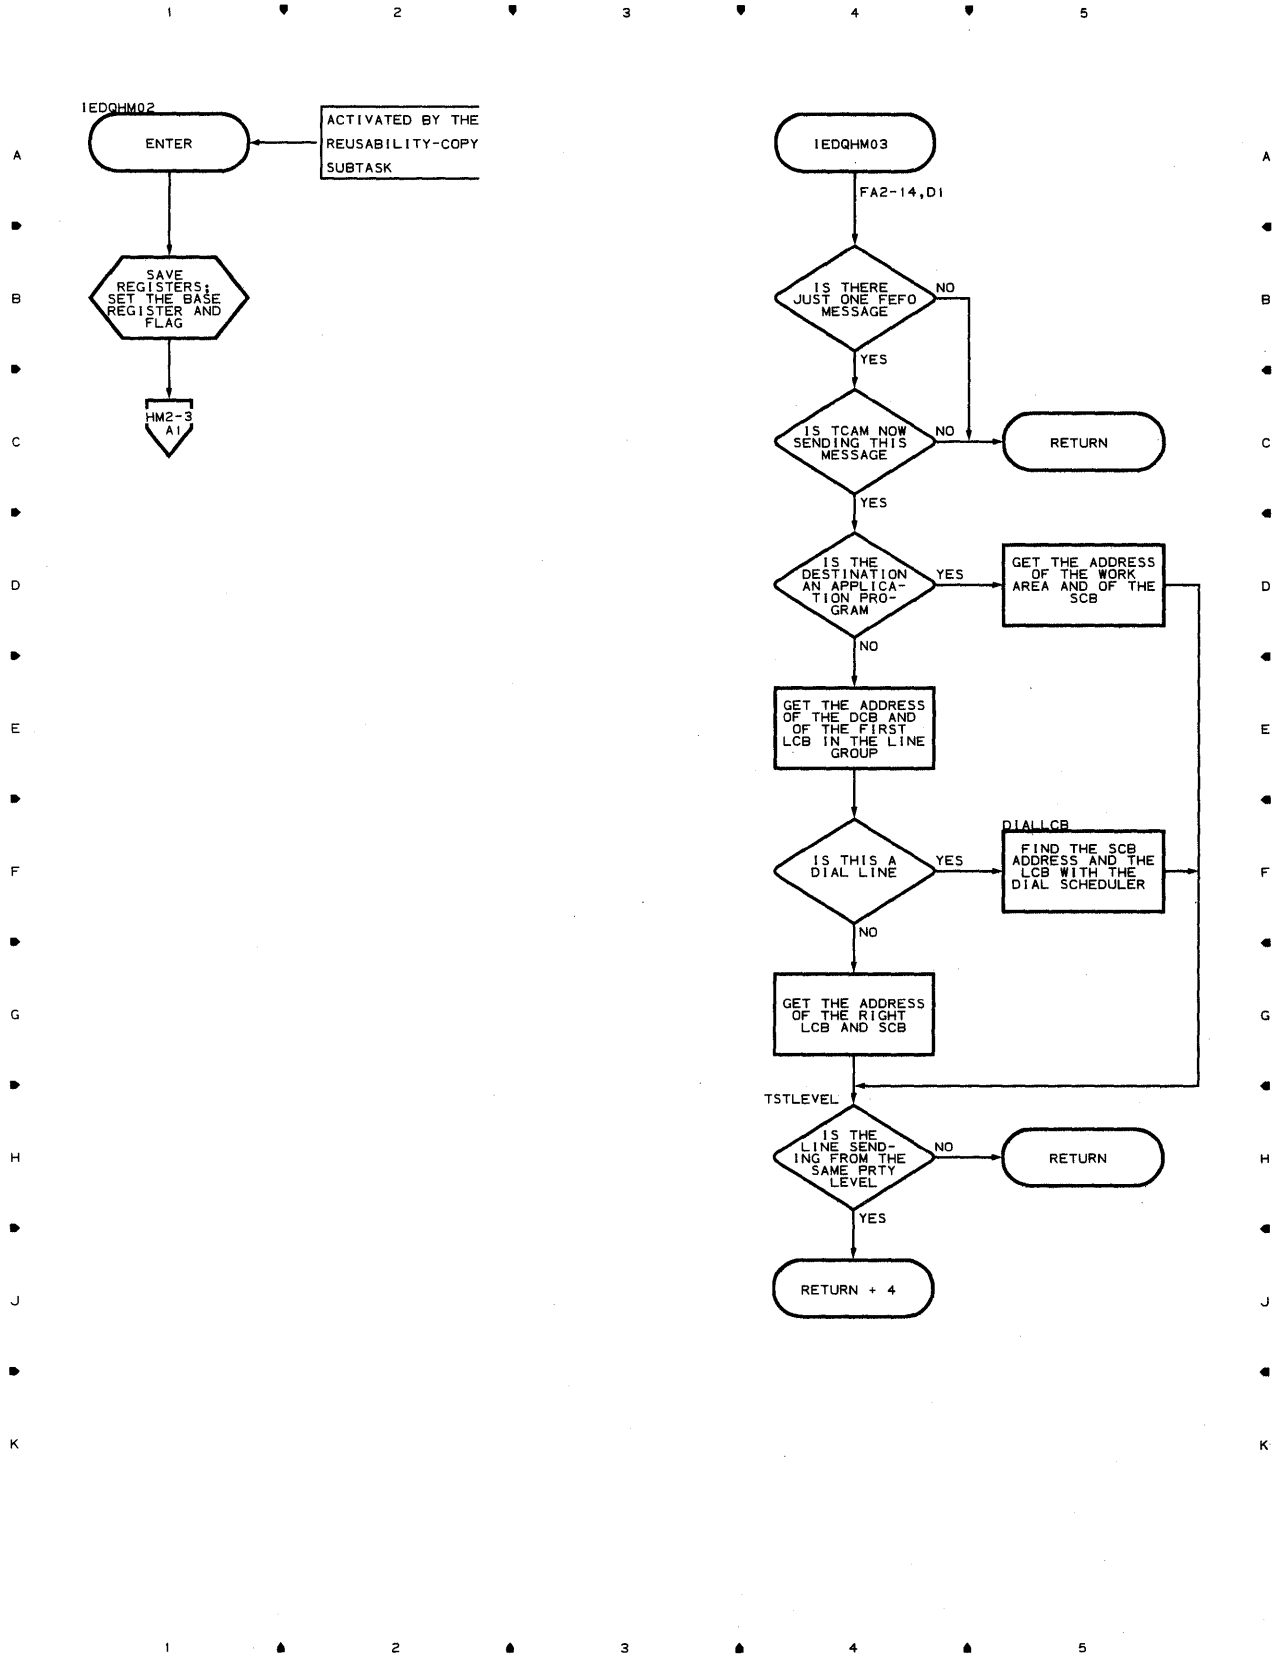 1 2 3 4 5
IEDQHM02
ENTER
ACTIVATED BY THE
REUSABILITY-COPY
SUBTASK
A
SAVE
REGISTERS;
SET THE BASE
REGISTER AND
FLAG
HM2-3
A1
IEDQHM03
A
FA2-14,D1
B
IS THERE
JUST ONE FEFO
MESSAGE
NO
B
YES
C
IS TCAM NOW
SENDING THIS
MESSAGE
NO
RETURN
C
YES
D
IS THE
DESTINATION
AN APPLICA-
TION PRO-
GRAM
YES
GET THE ADDRESS
OF THE WORK
AREA AND OF THE
SCB
D
NO
E
GET THE ADDRESS
OF THE DCB AND
OF THE FIRST
LCB IN THE LINE
GROUP
E
F
IS THIS A
DIAL LINE
YES
DIALLCB
FIND THE SCB
ADDRESS AND THE
LCB WITH THE
DIAL SCHEDULER
F
NO
G
GET THE ADDRESS
OF THE RIGHT
LCB AND SCB
G
TSTLEVEL
H
IS THE
LINE SEND-
ING FROM THE
SAME PRTY
LEVEL
NO
RETURN
H
YES
J
RETURN + 4
J
K
K
1 2 3 4 5